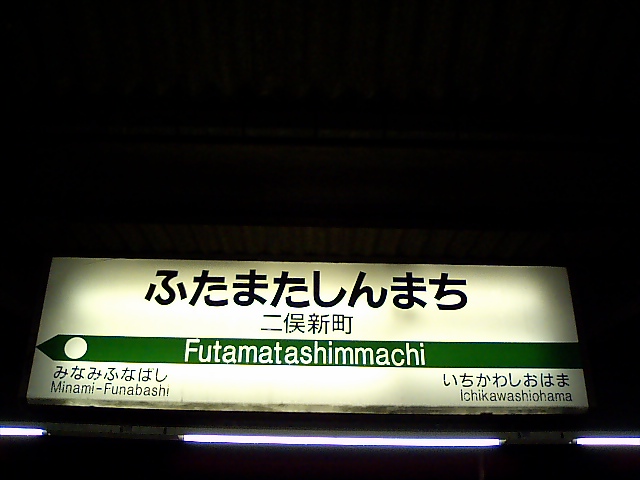 ふたまたしんまち
二俣新町
Futamatashimmachi
みなみふなばし
Minami-Funabashi
いちかわしおはま
Ichikawashiohama